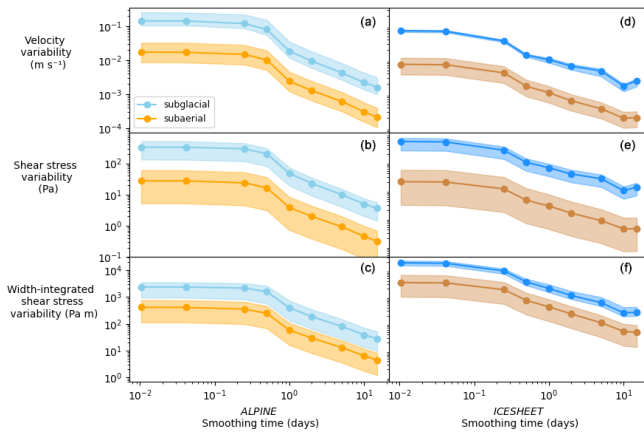 Velocity
variability
(m s⁻¹)
10⁻¹
10⁻²
10⁻³
10⁻⁴
(a)
subglacial
subaerial
(d)
Shear stress
variability
(Pa)
10²
10¹
10⁰
10⁻¹
(b)
(e)
Width-integrated
shear stress
variability (Pa m)
10⁴
10³
10²
10¹
10⁰
(c)
(f)
10⁻² 10⁻¹ 10⁰ 10¹
10⁻² 10⁻¹ 10⁰ 10¹
ALPINE
Smoothing time (days)
ICESHEET
Smoothing time (days)